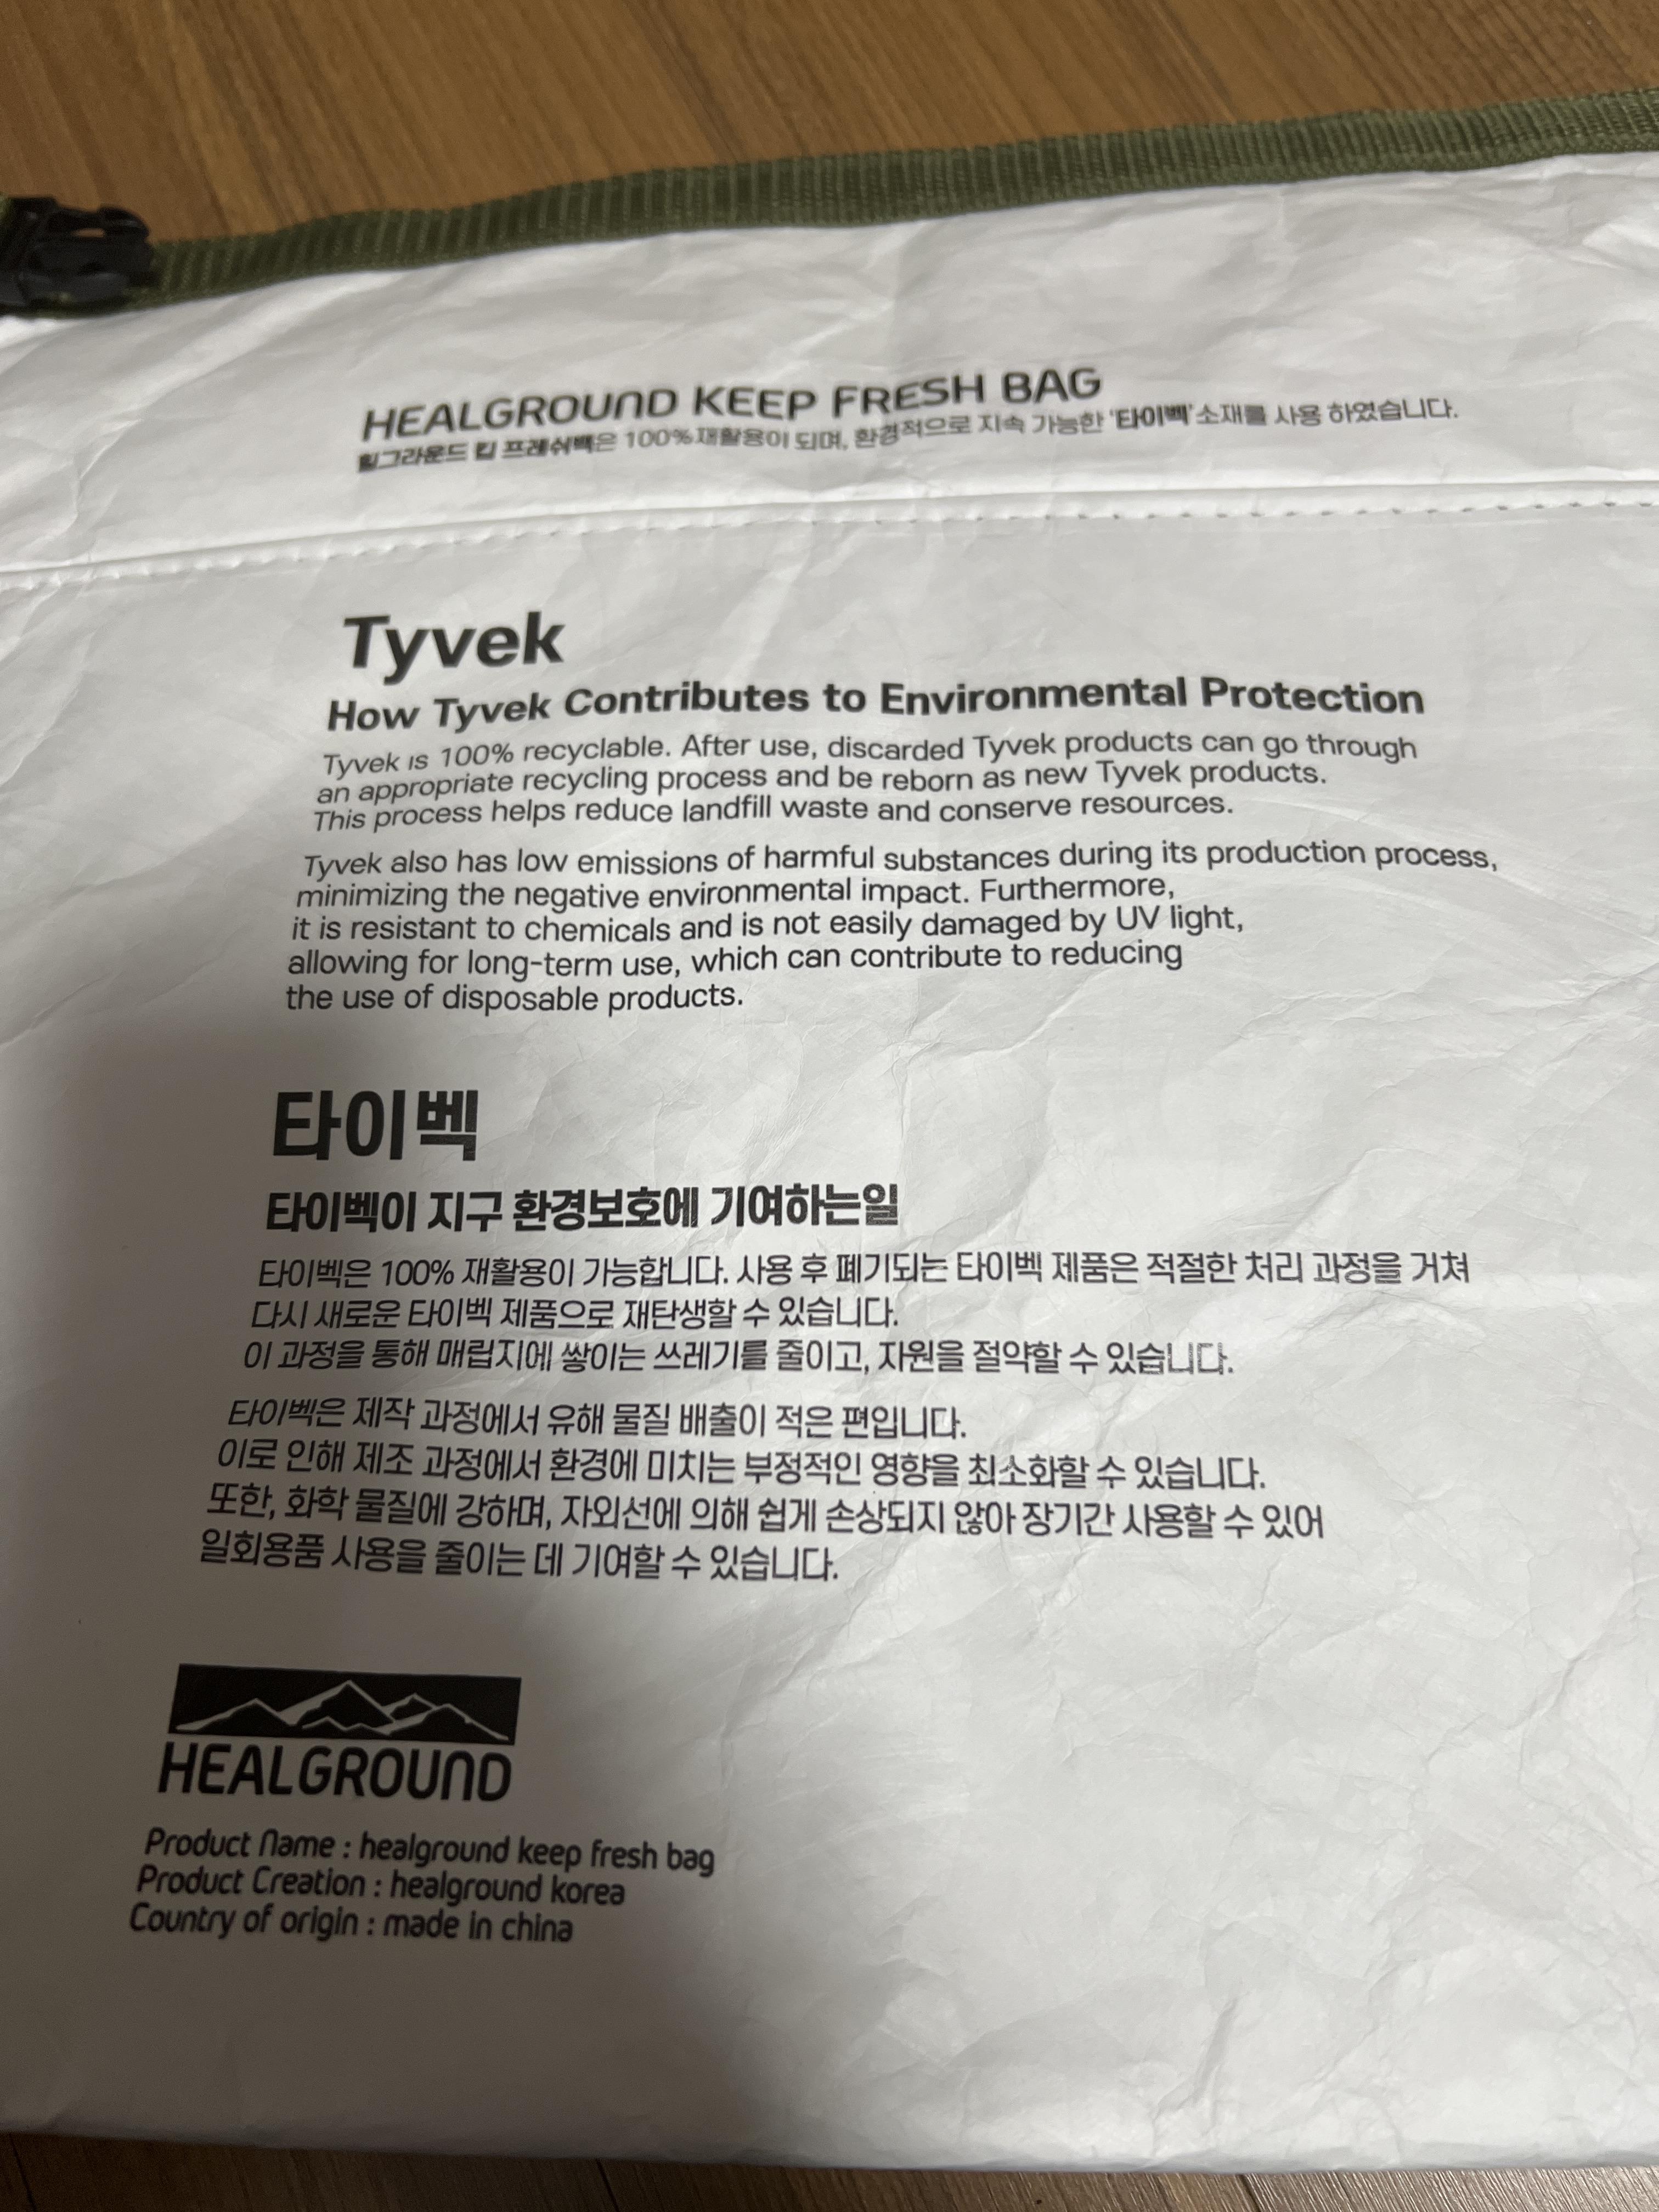 HEALGROUND KEEP FRESH BAG
힐그라운드 킵 프레쉬백은 100%재활용이 되며, 환경적으로 지속 가능한 '타이벡' 소재를 사용 하였습니다.
Tyvek
How Tyvek Contributes to Environmental Protection
Tyvek is 100% recyclable. After use, discarded Tyvek products can go through
an appropriate recycling process and be reborn as new Tyvek products.
This process helps reduce landfill waste and conserve resources.
Tyvek also has low emissions of harmful substances during its production process,
minimizing the negative environmental impact. Furthermore,
it is resistant to chemicals and is not easily damaged by UV light,
allowing for long-term use, which can contribute to reducing
the use of disposable products.
타이벡
타이벡이 지구 환경보호에 기여하는일
타이벡은 100% 재활용이 가능합니다. 사용 후 폐기되는 타이벡 제품은 적절한 처리 과정을 거쳐
다시 새로운 타이벡 제품으로 재탄생할 수 있습니다.
이 과정을 통해 매립지에 쌓이는 쓰레기를 줄이고, 자원을 절약할 수 있습니다.
타이벡은 제작 과정에서 유해 물질 배출이 적은 편입니다.
이로 인해 제조 과정에서 환경에 미치는 부정적인 영향을 최소화할 수 있습니다.
또한, 화학 물질에 강하며, 자외선에 의해 쉽게 손상되지 않아 장기간 사용할 수 있어
일회용품 사용을 줄이는 데 기여할 수 있습니다.
HEALGROUND
Product Name : healground keep fresh bag
Product Creation : healground korea
Country of origin : made in china